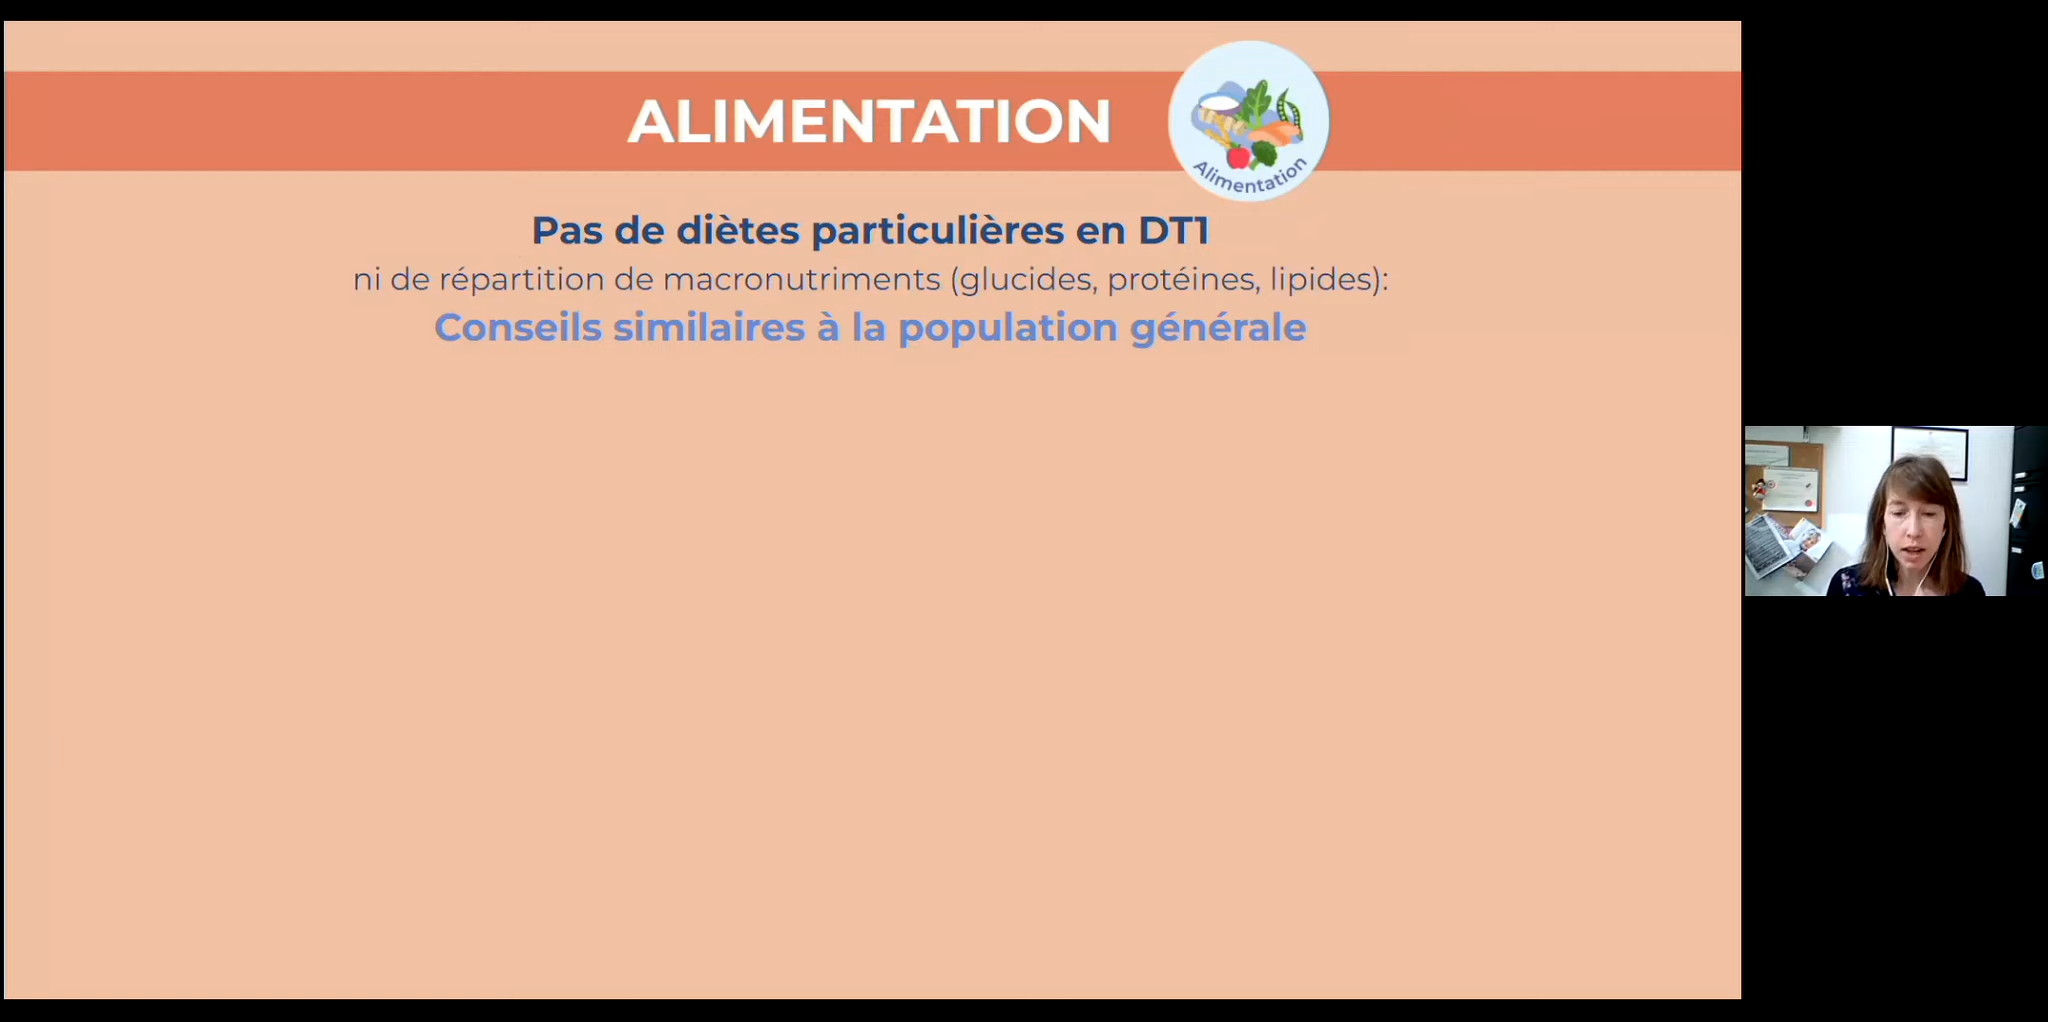 ALIMENTATION
Alimentation
Pas de diètes particulières en DT1
ni de répartition de macronutriments (glucides, protéines, lipides):
Conseils similaires à la population générale